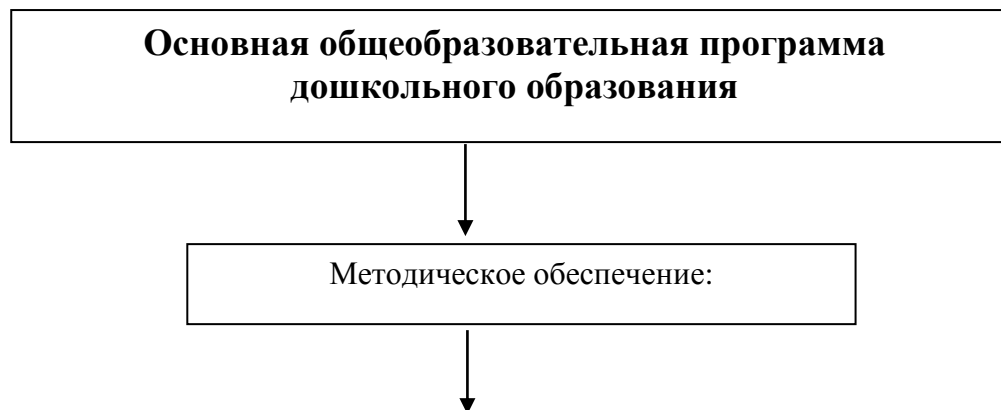 Основная общеобразовательная программа
дошкольного образования
Методическое обеспечение: